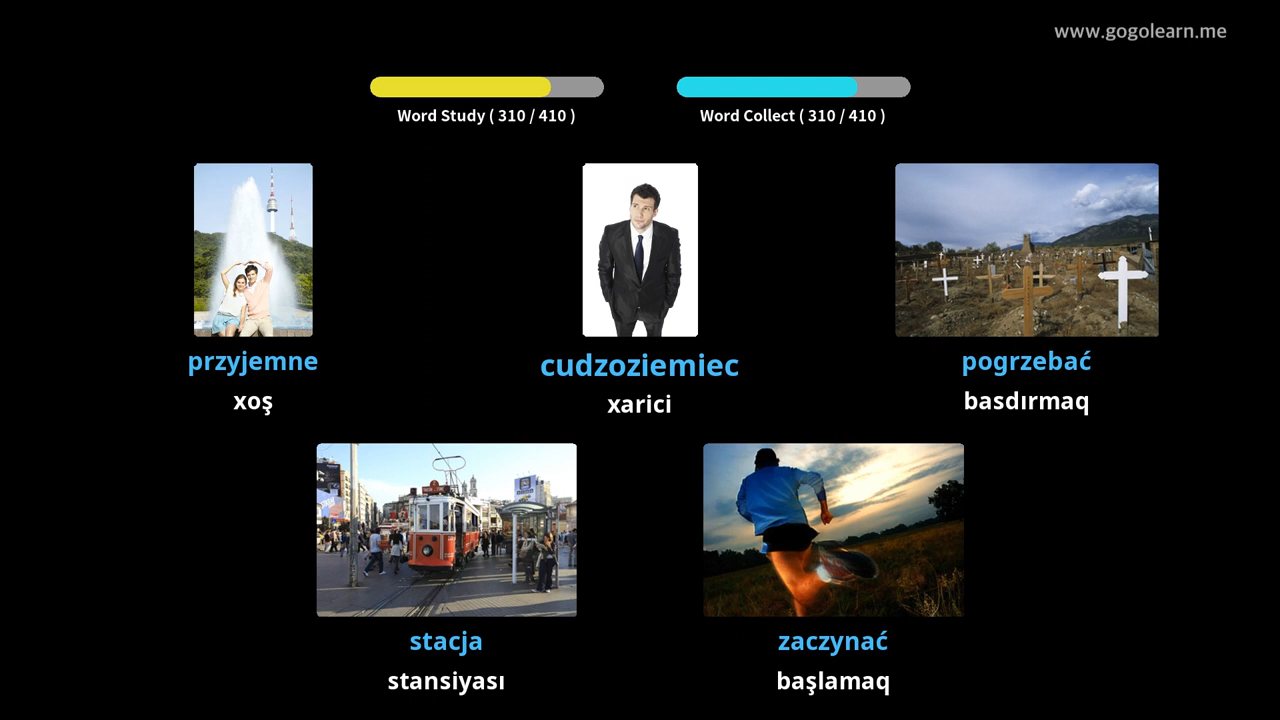 www.gogolearn.me
Word Study ( 310 / 410 )
Word Collect ( 310 / 410 )
przyjemne
xoş
cudzoziemiec
xarici
pogrzebać
basdırmaq
stacja
stansiyası
zaczynać
başlamaq